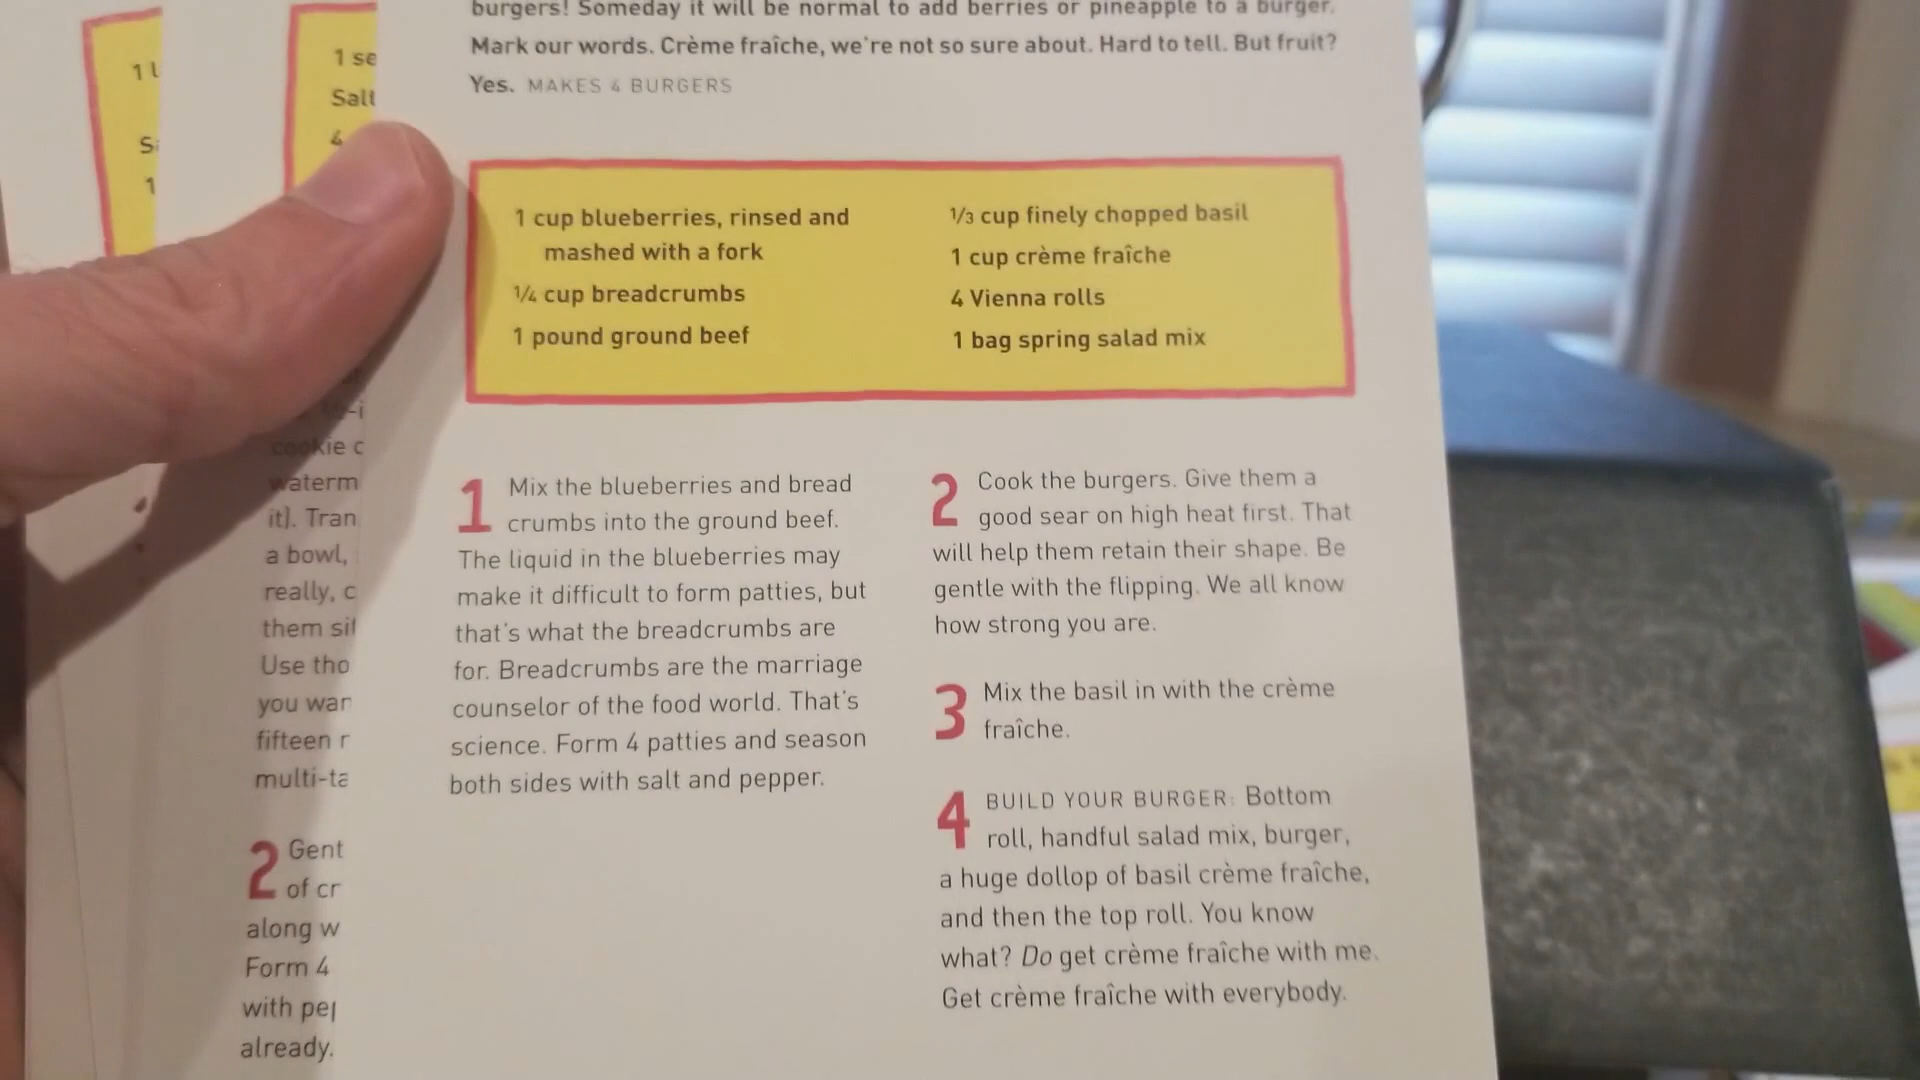 1 l
S
1
1 se
Salt
4
-i
cookie c
waterm
it). Tran
a bowl,
really, c
them sit
Use tho
you war
fifteen r
multi-ta
2 Gent
of cr
along w
Form 4
with pep
already.
burgers! Someday it will be normal to add berries or pineapple to a burger.
Mark our words. Crème fraîche, we're not so sure about. Hard to tell. But fruit?
Yes. MAKES 4 BURGERS
1 cup blueberries, rinsed and
mashed with a fork
1/4 cup breadcrumbs
1 pound ground beef
1/3 cup finely chopped basil
1 cup crème fraîche
4 Vienna rolls
1 bag spring salad mix
1 Mix the blueberries and bread
crumbs into the ground beef.
The liquid in the blueberries may
make it difficult to form patties, but
that's what the breadcrumbs are
for. Breadcrumbs are the marriage
counselor of the food world. That's
science. Form 4 patties and season
both sides with salt and pepper.
2 Cook the burgers. Give them a
good sear on high heat first. That
will help them retain their shape. Be
gentle with the flipping. We all know
how strong you are.
3 Mix the basil in with the crème
fraîche.
4 BUILD YOUR BURGER: Bottom
roll, handful salad mix, burger,
a huge dollop of basil crème fraîche,
and then the top roll. You know
what? Do get crème fraîche with me.
Get crème fraîche with everybody.